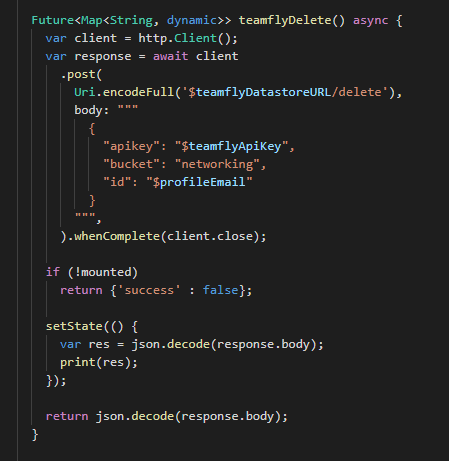 Future<Map<String, dynamic>> teamflyDelete() async {
  var client = http.Client();
  var response = await client
    .post(
      Uri.encodeFull('$teamflyDatastoreURL/delete'),
      body: """
        {
          "apikey": "$teamflyApiKey",
          "bucket": "networking",
          "id": "$profileEmail"
        }
      """,
    ).whenComplete(client.close);
  if (!mounted)
    return {'success' : false};
  setState(() {
    var res = json.decode(response.body);
    print(res);
  });
  return json.decode(response.body);
}